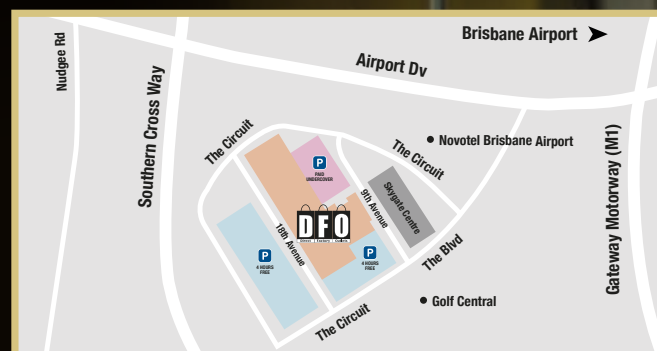 Brisbane Airport
Nudgee Rd
Airport Dv
Southern Cross Way
The Circuit
The Circuit
Novotel Brisbane Airport
Gateway Motorway (M1)
P
PAID
UNDERCOVER
Skygate Centre
9th Avenue
DFO
Direct Factory Outlets
18th Avenue
P
4 HOURS
FREE
P
4 HOURS
FREE
The Blvd
Golf Central
The Circuit